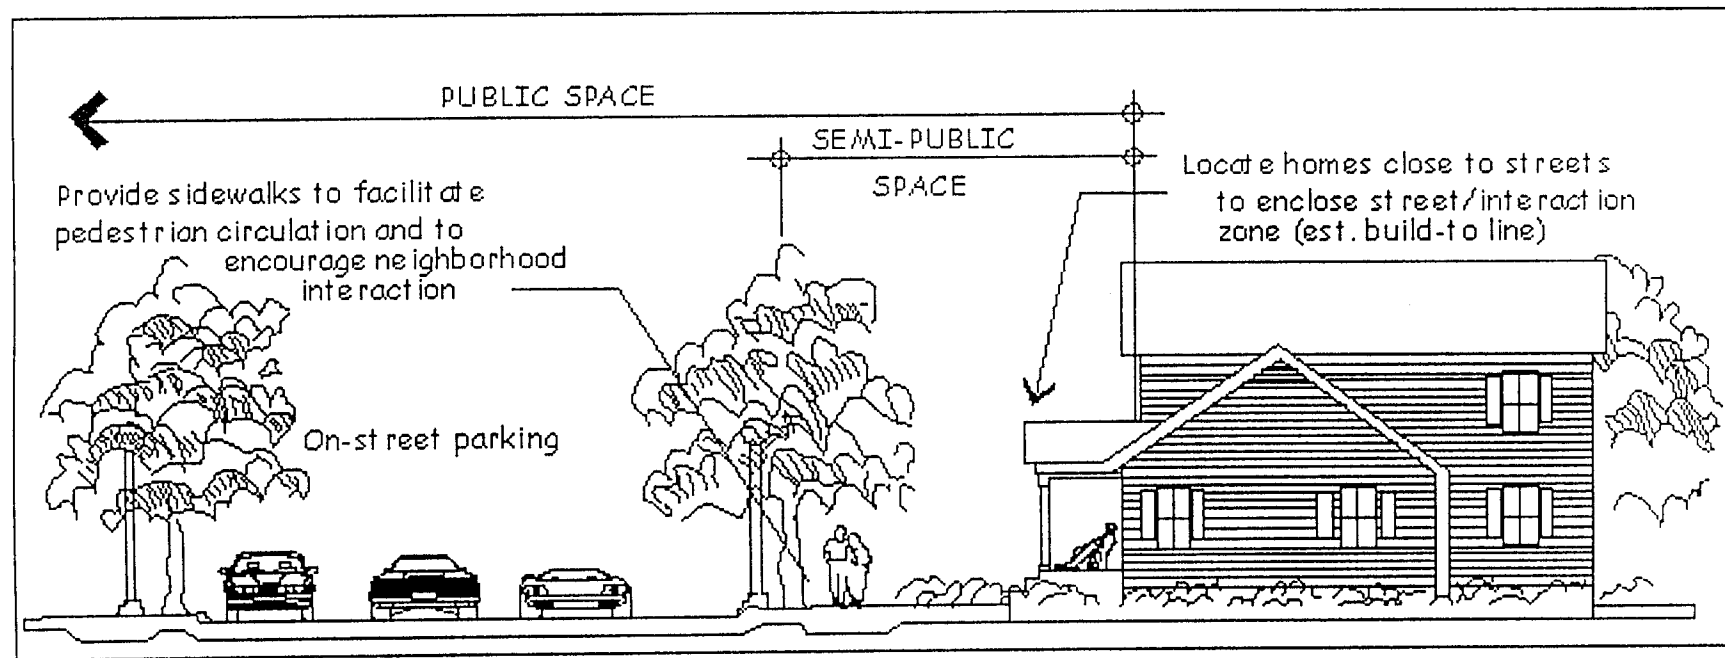 PUBLIC SPACE
SEMI-PUBLIC
SPACE
Provide sidewalks to facilitate
pedestrian circulation and to
encourage neighborhood
interaction
Locate homes close to streets
to enclose street/interaction
zone (est. build-to line)
On-street parking